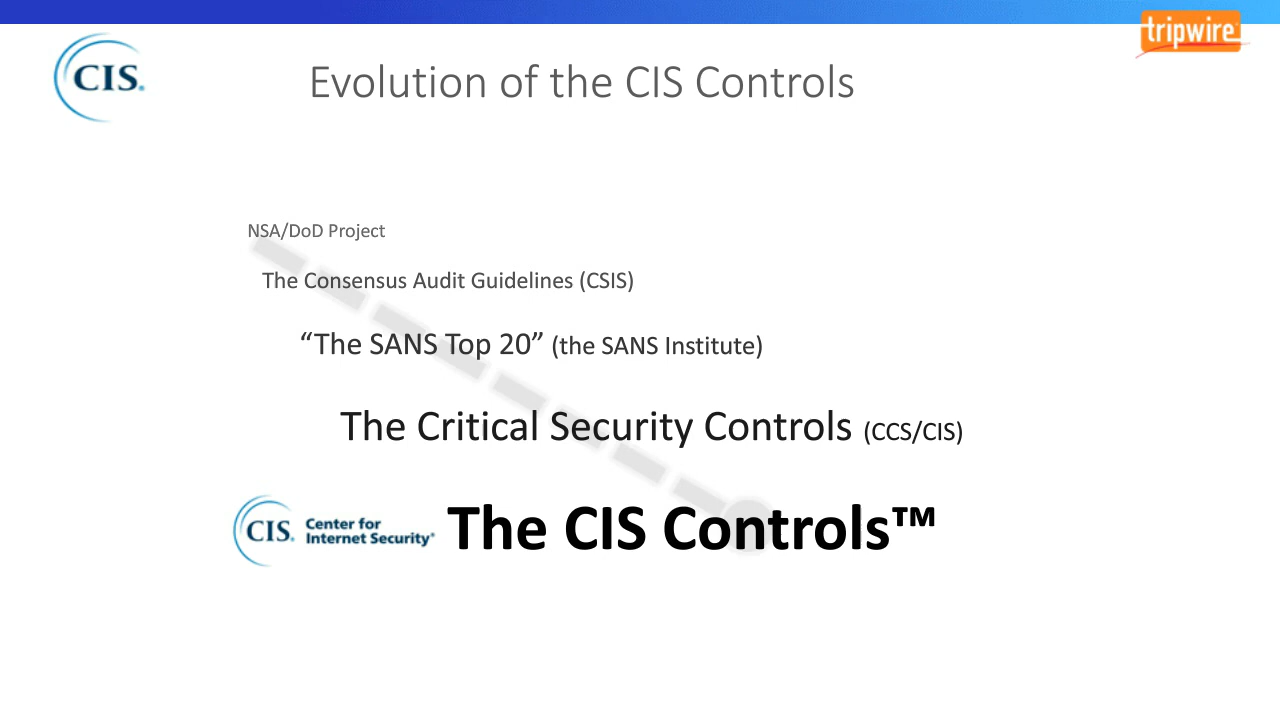 tripwire
CIS.
Evolution of the CIS Controls
NSA/DoD Project
The Consensus Audit Guidelines (CSIS)
“The SANS Top 20” (the SANS Institute)
The Critical Security Controls (CCS/CIS)
CIS. Center for
Internet Security®
The CIS Controls™